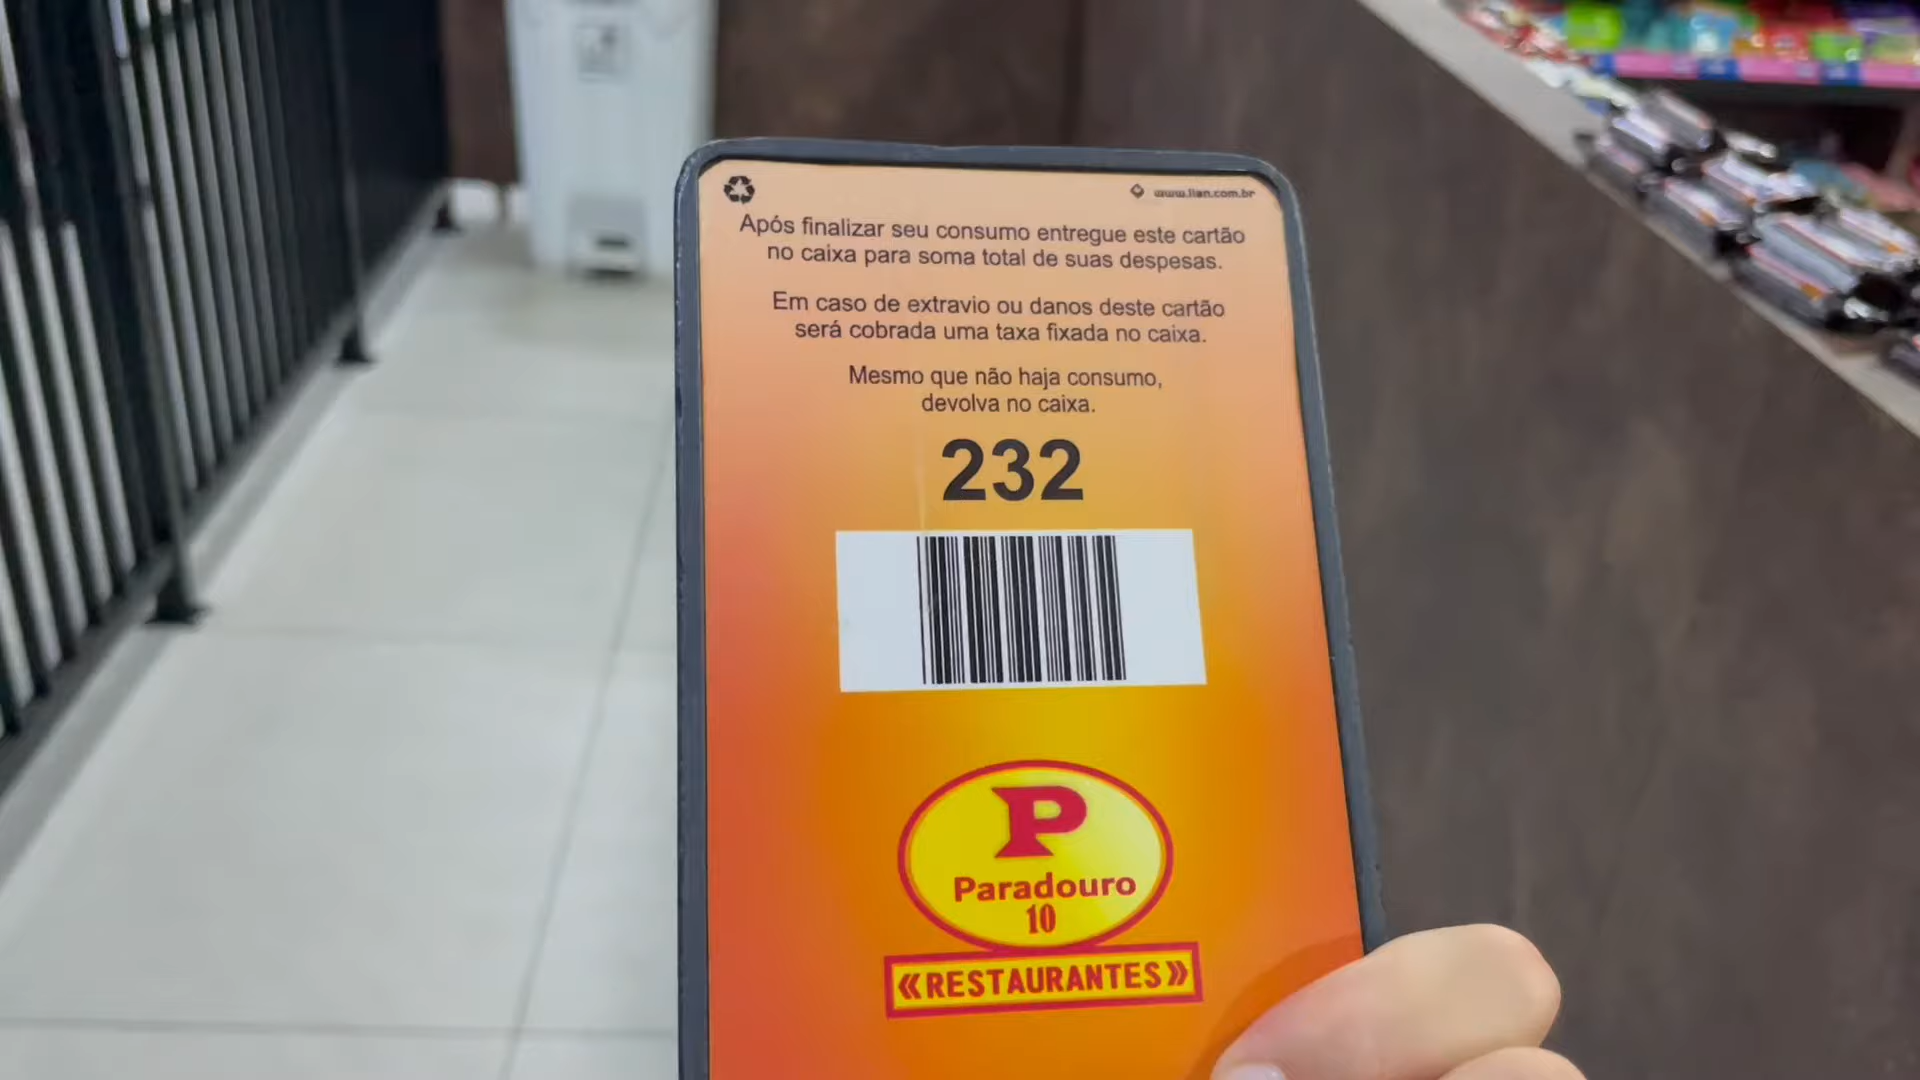 www.lian.com.br
Após finalizar seu consumo entregue este cartão
no caixa para soma total de suas despesas.
Em caso de extravio ou danos deste cartão
será cobrada uma taxa fixada no caixa.
Mesmo que não haja consumo,
devolva no caixa.
232
P
Paradouro
10
«RESTAURANTES»